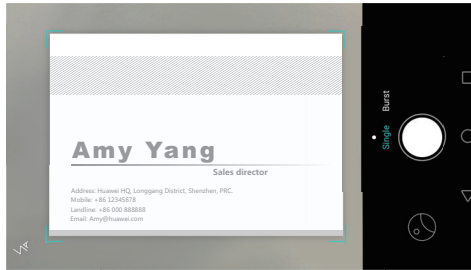 Amy Yang
Sales director
Address: Huawei HQ, Longgang District, Shenzhen, PRC.
Mobile: +86 12345678
Landline: +86 000 888888
Email: Amy@huawei.com
Single Burst